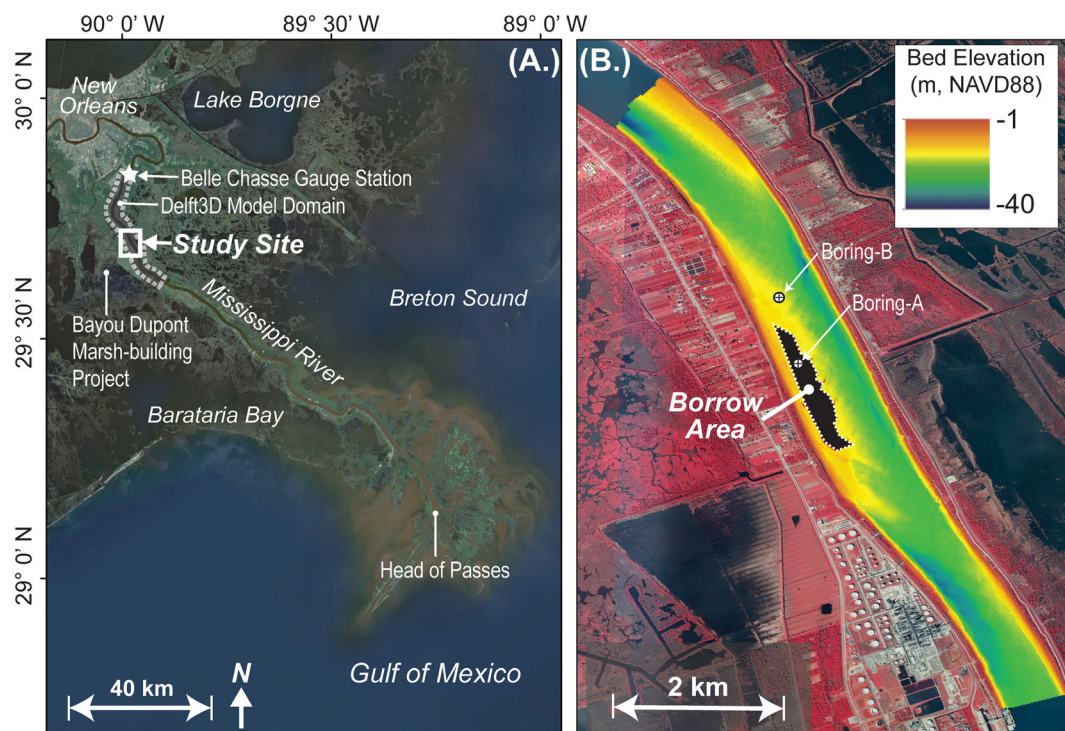 90° 0' W
89° 30' W
89° 0' W
(A.)
30° 0' N
29° 30' N
29° 0' N
New
Orleans
Lake Borgne
Belle Chasse Gauge Station
Delft3D Model Domain
Study Site
Mississippi River
Breton Sound
Bayou Dupont
Marsh-building
Project
Barataria Bay
Head of Passes
Gulf of Mexico
40 km
N
(B.)
Bed Elevation
(m, NAVD88)
-1
-40
Boring-B
Boring-A
Borrow
Area
2 km